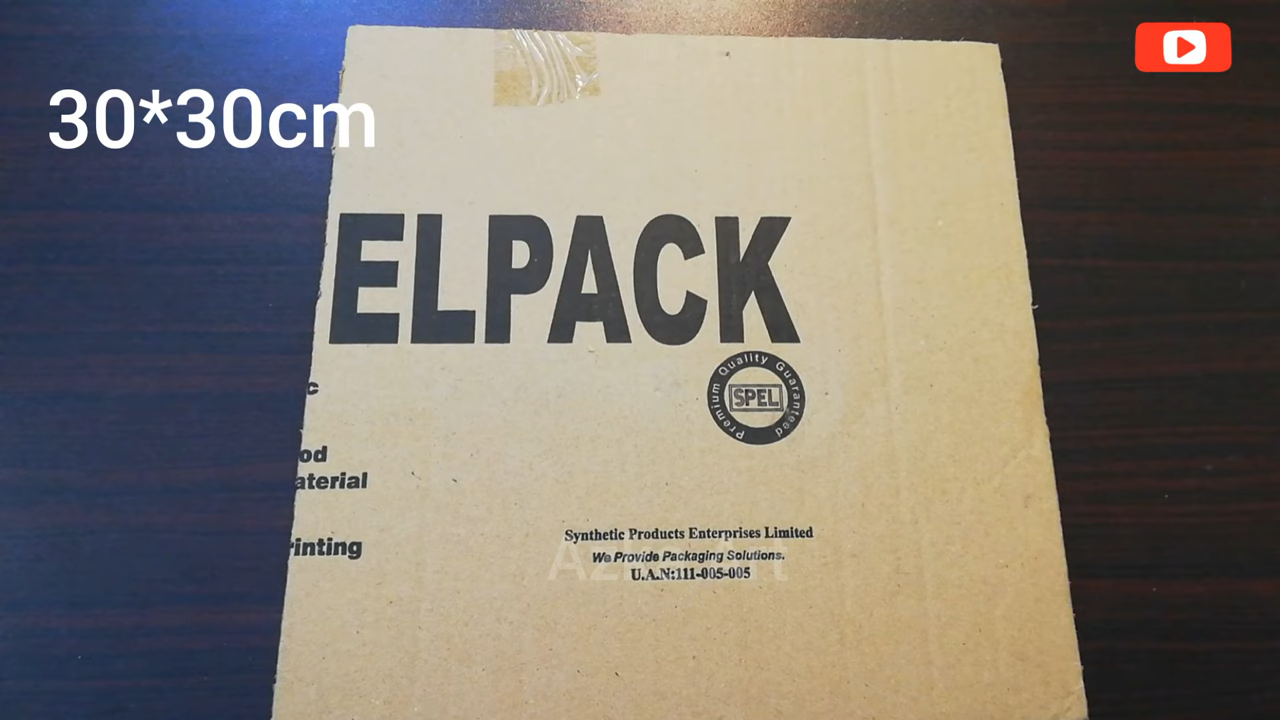 30*30cm
ELPACK
Premium Quality Guaranteed
SPEL
c
od
aterial
rinting
Synthetic Products Enterprises Limited
We Provide Packaging Solutions.
U.A.N:111-005-005